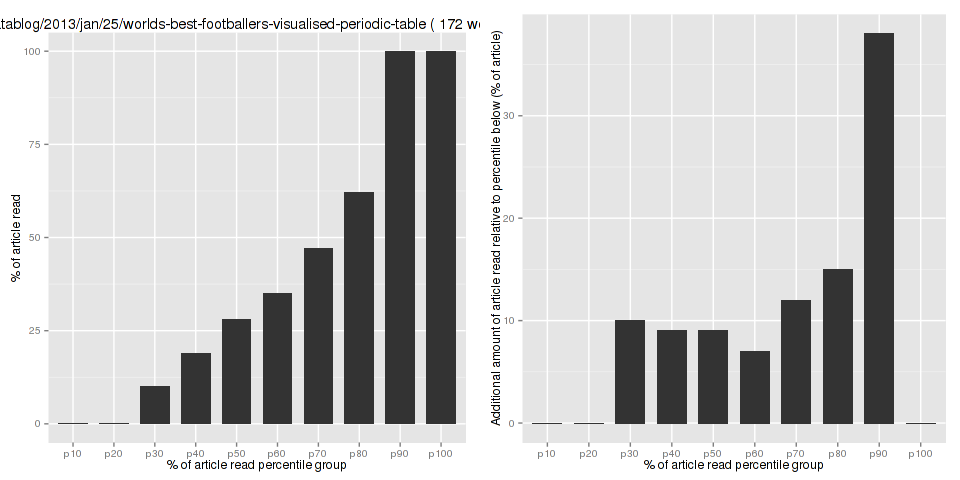 tablog/2013/jan/25/worlds-best-footballers-visualised-periodic-table ( 172 w
100
75
50
25
0
% of article read
p10 p20 p30 p40 p50 p60 p70 p80 p90 p100
% of article read percentile group
30
20
10
0
Additional amount of article read relative to percentile below (% of article)
p10 p20 p30 p40 p50 p60 p70 p80 p90 p100
% of article read percentile group